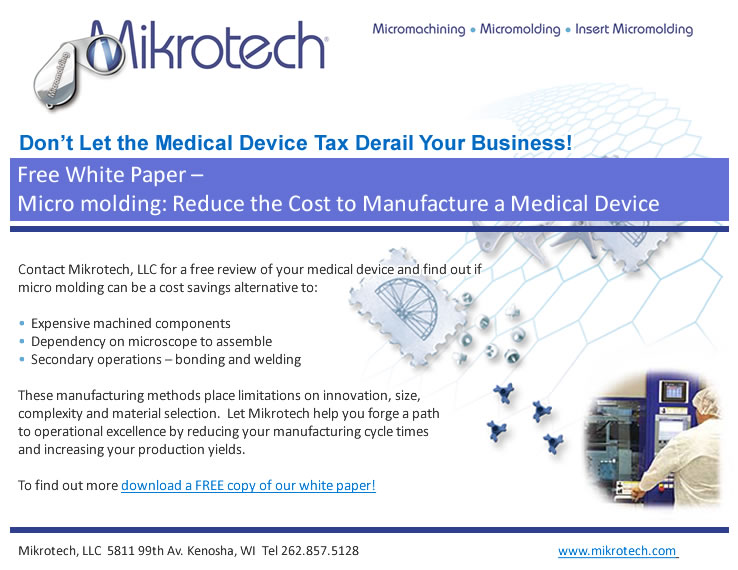 Mikrotech®
Micromachining • Micromolding • Insert Micromolding
Micromolding
Don't Let the Medical Device Tax Derail Your Business!
Free White Paper –
Micro molding: Reduce the Cost to Manufacture a Medical Device
Contact Mikrotech, LLC for a free review of your medical device and find out if
micro molding can be a cost savings alternative to:
• Expensive machined components
• Dependency on microscope to assemble
• Secondary operations – bonding and welding
These manufacturing methods place limitations on innovation, size,
complexity and material selection.  Let Mikrotech help you forge a path
to operational excellence by reducing your manufacturing cycle times
and increasing your production yields.
To find out more download a FREE copy of our white paper!
Mikrotech, LLC  5811 99th Av. Kenosha, WI  Tel 262.857.5128
www.mikrotech.com